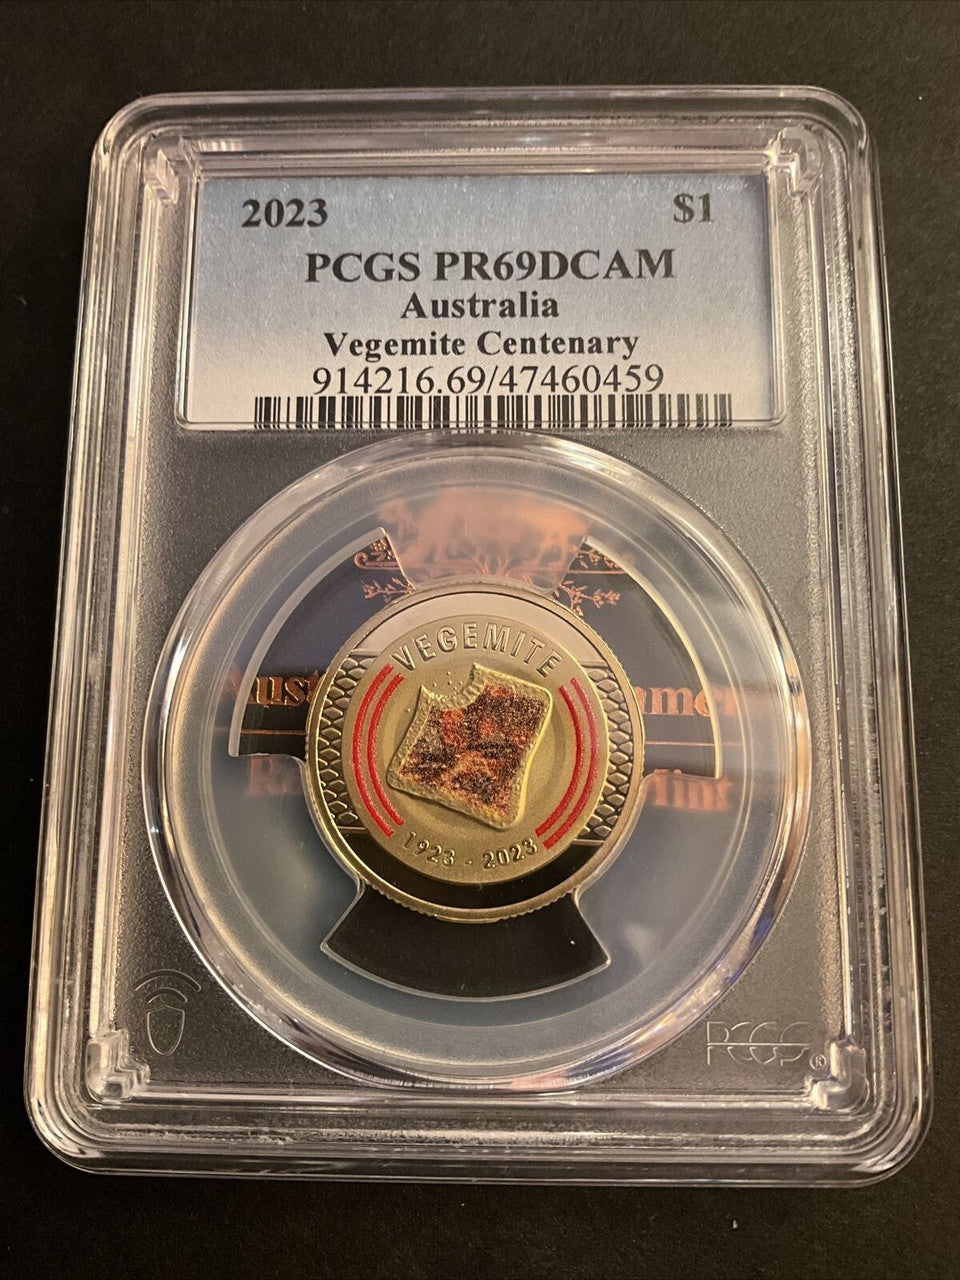 2023 $1
PCGS PR69DCAM
Australia
Vegemite Centenary
914216.69/47460459
VEGEMITE
1923 - 2023
PCGS®